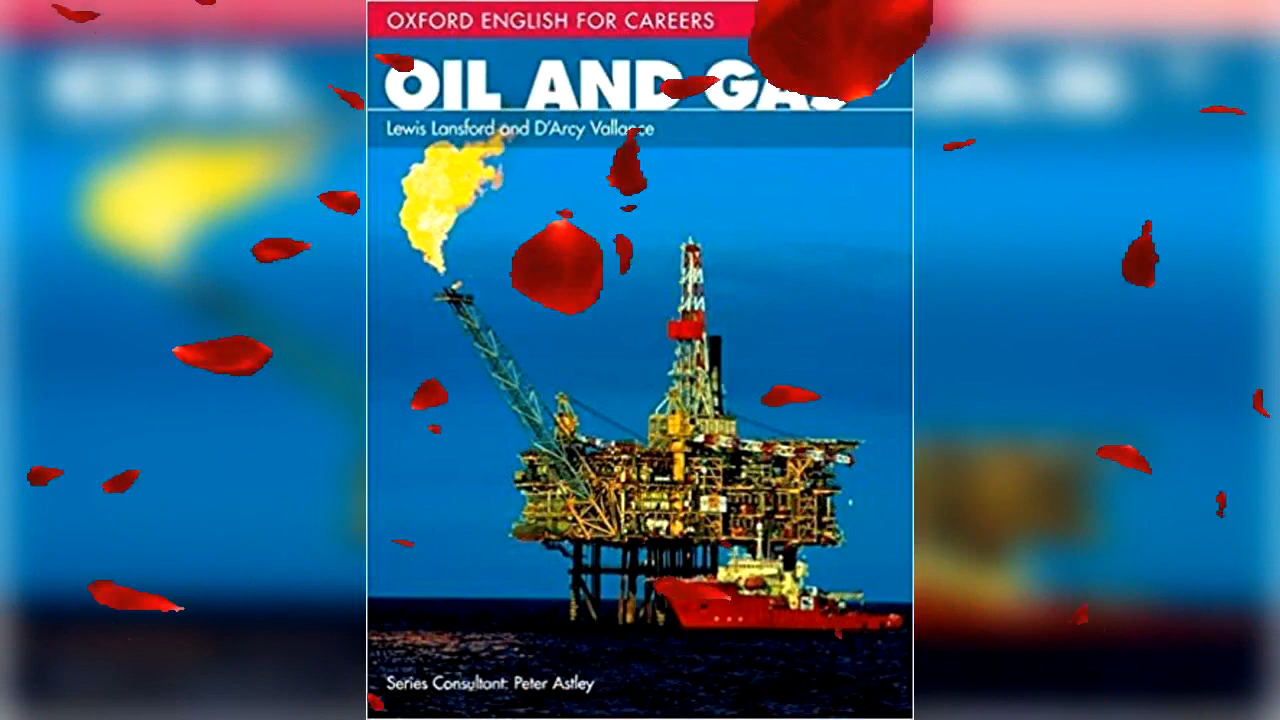 OXFORD ENGLISH FOR CAREERS
OIL AND GAS
Lewis Lansford and D'Arcy Vallance
Series Consultant: Peter Astley